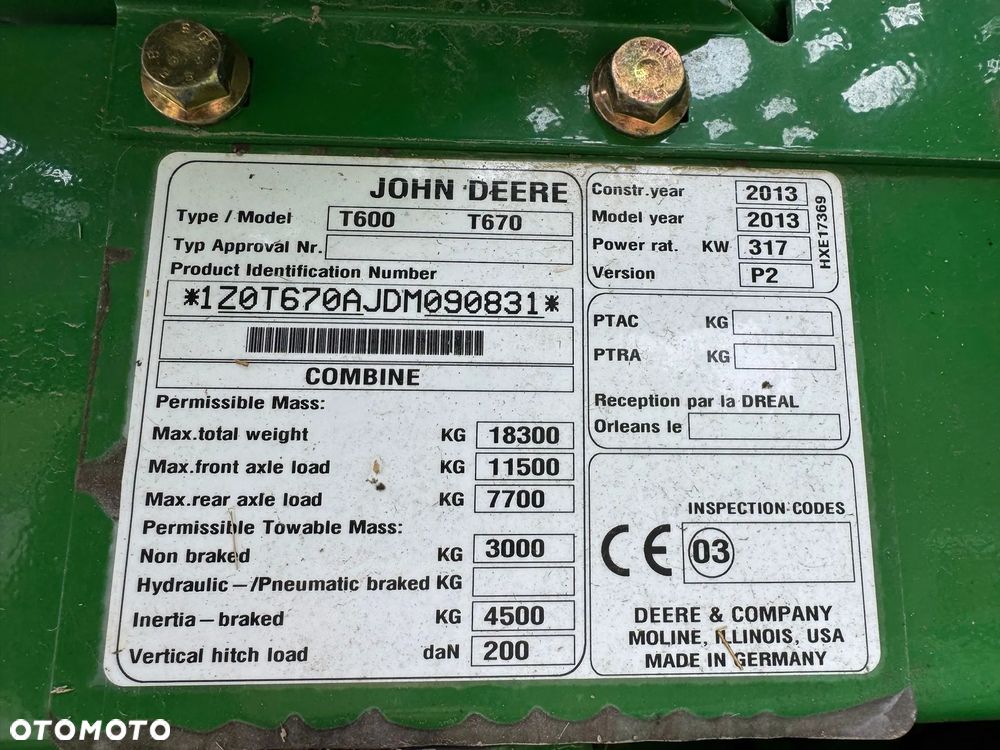 JOHN DEERE
Type / Model T600 T670
Typ Approval Nr.
Product Identification Number
*1Z0T670AJDM090831*
COMBINE
Permissible Mass:
Max.total weight KG 18300
Max.front axle load KG 11500
Max.rear axle load KG 7700
Permissible Towable Mass:
Non braked KG 3000
Hydraulic-/Pneumatic braked KG
Inertia-braked KG 4500
Vertical hitch load daN 200
Constr.year 2013
Model year 2013
Power rat. KW 317
Version P2
HXE17369
PTAC KG
PTRA KG
Reception par la DREAL
Orleans le
INSPECTION CODES
CE 03
DEERE & COMPANY
MOLINE, ILLINOIS, USA
MADE IN GERMANY
OTOMOTO